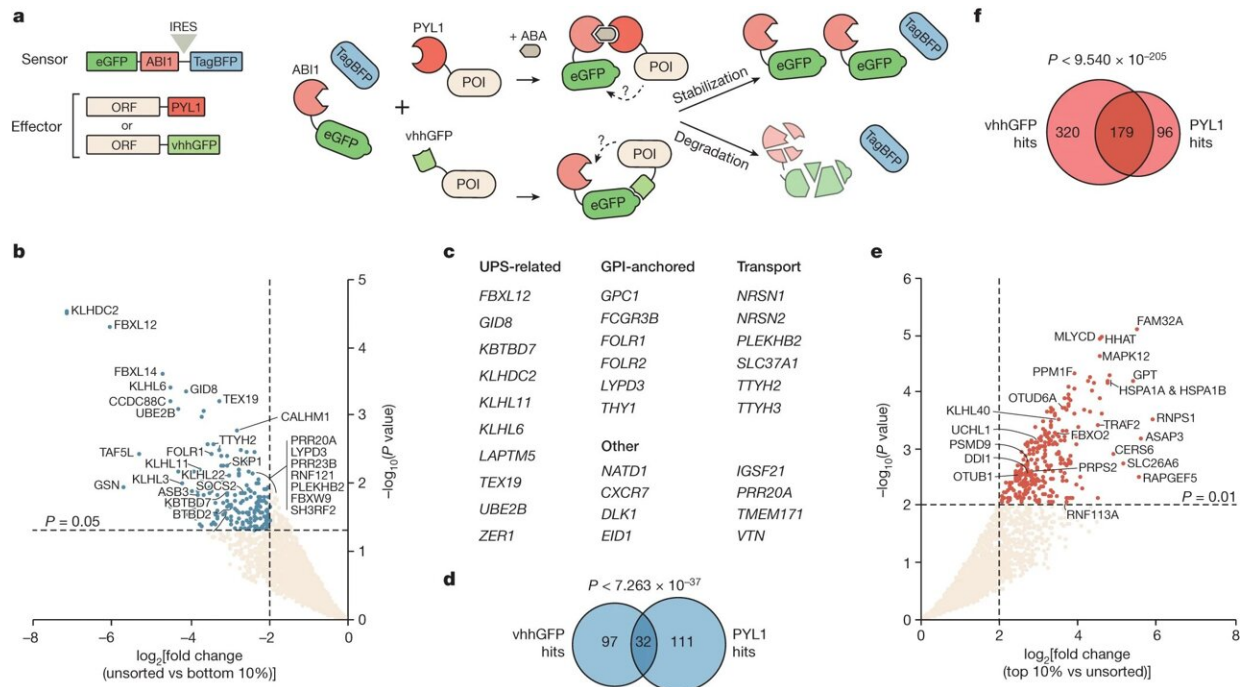 a
IRES
Sensor
eGFP
ABI1
TagBFP
Effector
ORF
PYL1
or
ORF
vhhGFP
ABI1
TagBFP
eGFP
+
PYL1
POI
vhhGFP
POI
+ ABA
eGFP
POI
?
?
POI
eGFP
Stabilization
Degradation
TagBFP
eGFP
eGFP
TagBFP
f
P < 9.540 × 10⁻²⁰⁵
vhhGFP
hits
320
179
96
PYL1
hits
b
5
4
3
2
1
0
–log₁₀(P value)
KLHDC2
FBXL12
FBXL14
KLHL6
GID8
CCDC88C
TEX19
UBE2B
CALHM1
TTYH2
FOLR1
TAF5L
KLHL11
SKP1
KLHL22
KLHL3
SOCS2
GSN
ASB3
KBTBD7
BTBD2
PRR20A
LYPD3
PRR23B
RNF121
PLEKHB2
FBXW9
SH3RF2
P = 0.05
–8
–6
–4
–2
0
log₂[fold change
(unsorted vs bottom 10%)]
c
UPS-related
FBXL12
GID8
KBTBD7
KLHDC2
KLHL11
KLHL6
LAPTM5
TEX19
UBE2B
ZER1
GPI-anchored
GPC1
FCGR3B
FOLR1
FOLR2
LYPD3
THY1
Transport
NRSN1
NRSN2
PLEKHB2
SLC37A1
TTYH2
TTYH3
Other
NATD1
CXCR7
DLK1
EID1
IGSF21
PRR20A
TMEM171
VTN
d
P < 7.263 × 10⁻³⁷
vhhGFP
hits
97
32
111
PYL1
hits
e
6
5
4
3
2
1
0
–log₁₀(P value)
FAM32A
MLYCD
HHAT
MAPK12
PPM1F
GPT
HSPA1A & HSPA1B
OTUD6A
KLHL40
TRAF2
RNPS1
UCHL1
FBXO2
ASAP3
PSMD9
CERS6
DDI1
SLC26A6
PRPS2
OTUB1
RAPGEF5
P = 0.01
RNF113A
0
2
4
6
8
log₂[fold change
(top 10% vs unsorted)]